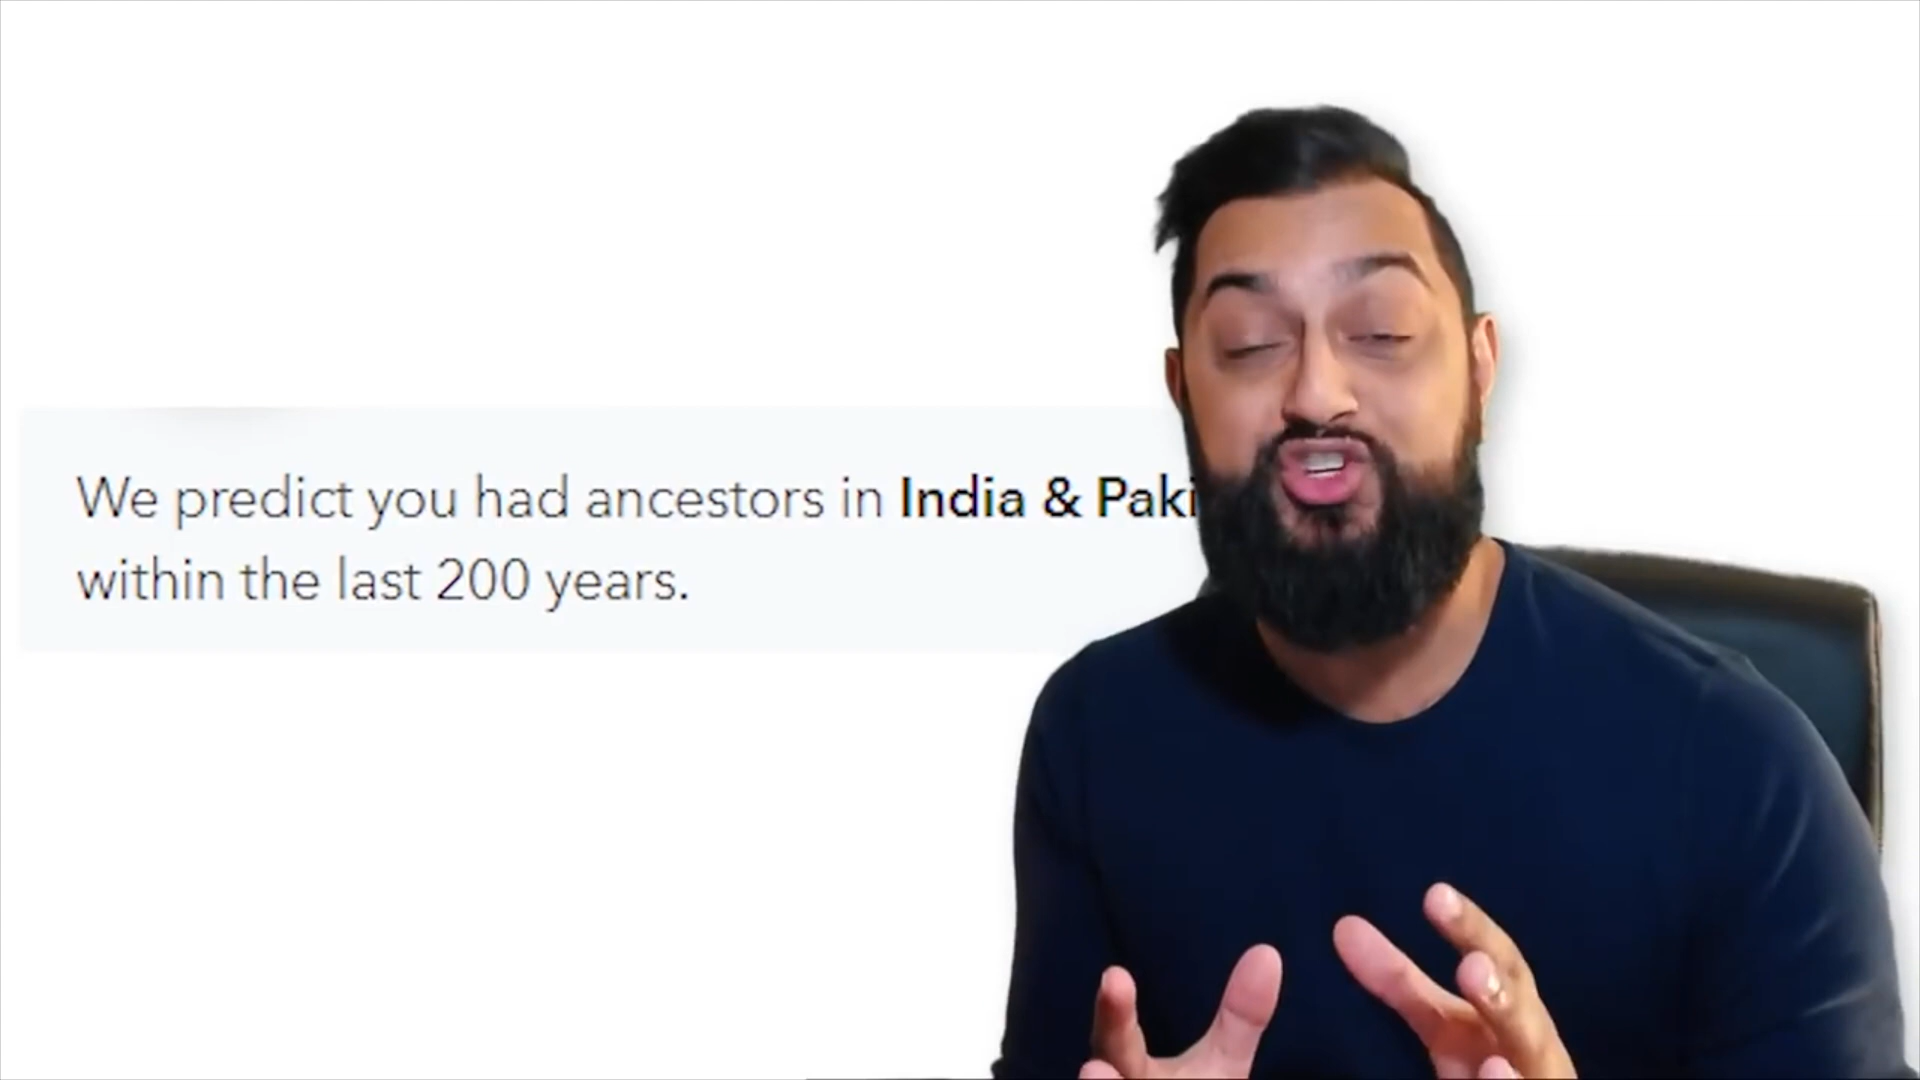 We predict you had ancestors in India & Paki
within the last 200 years.